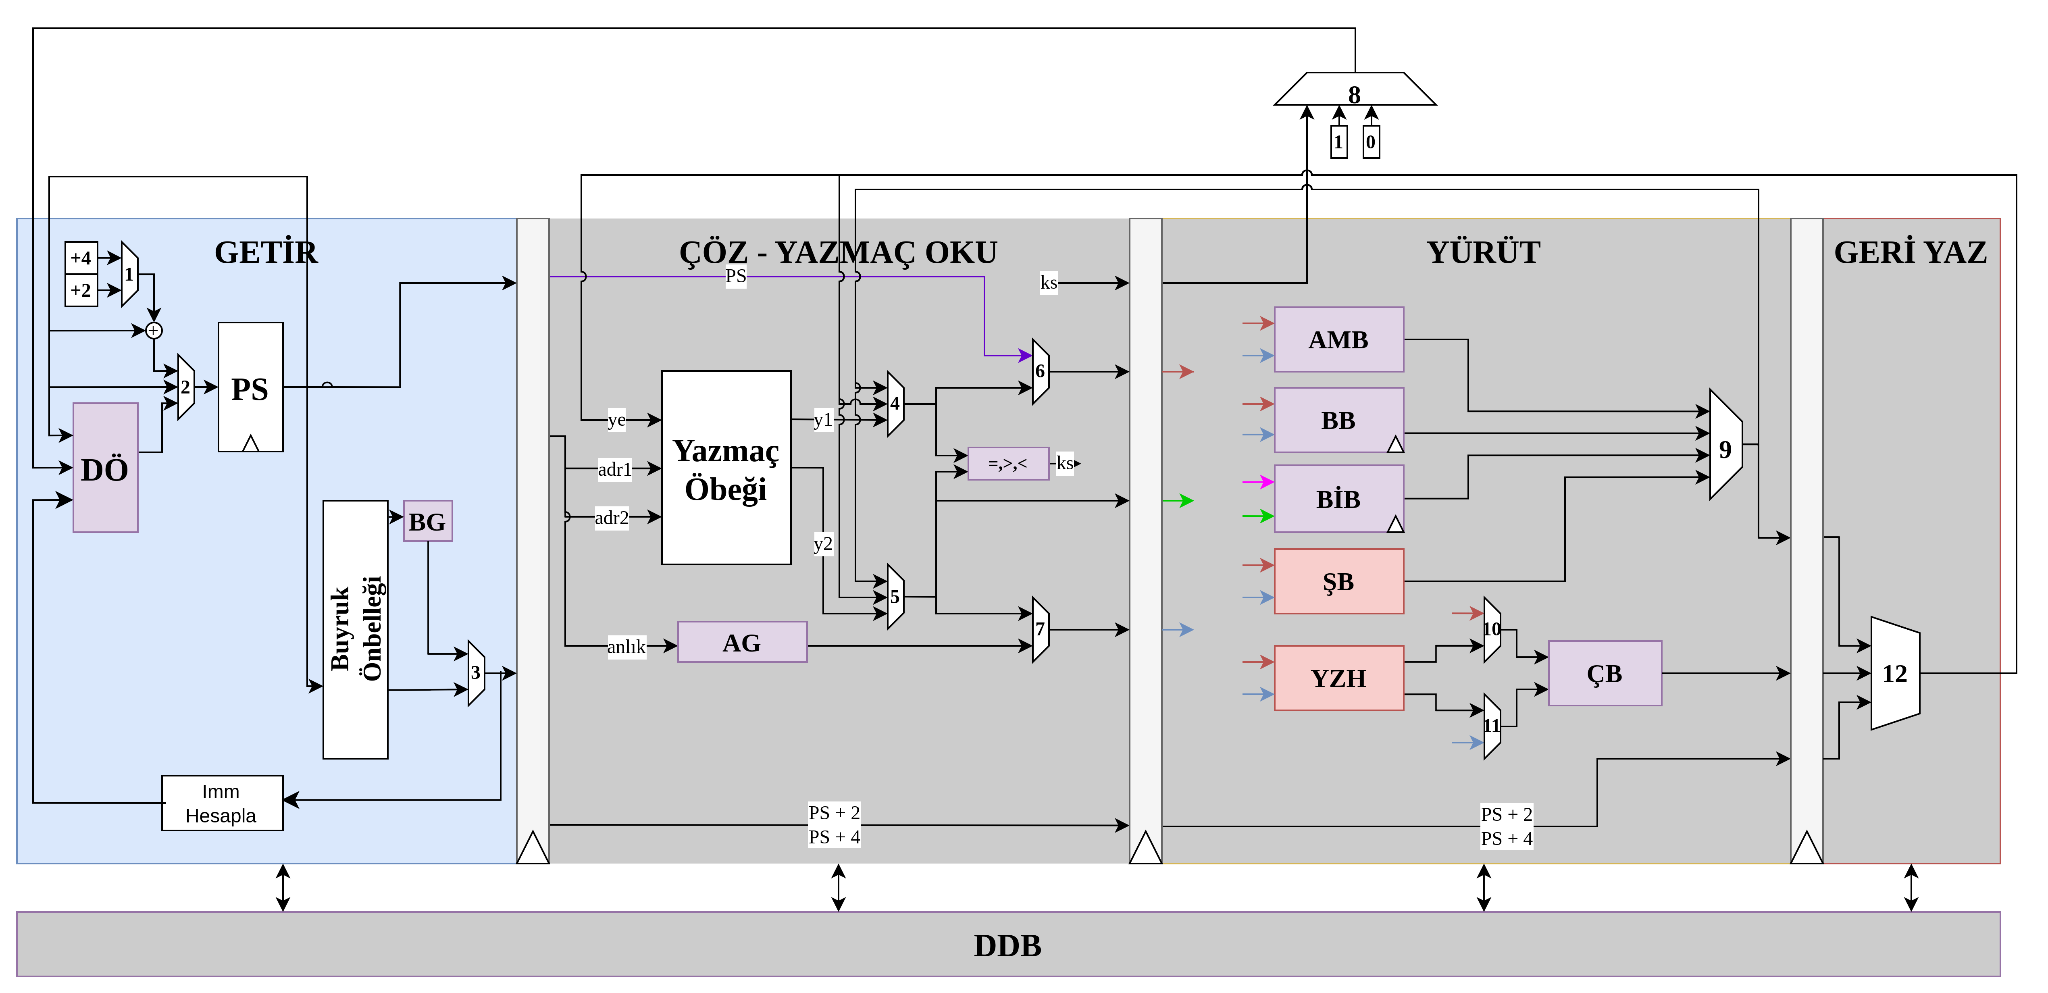 8
1
0
GETİR
ÇÖZ - YAZMAÇ OKU
YÜRÜT
GERİ YAZ
+4
+2
1
+
2
PS
DÖ
BG
Buyruk
Önbelleği
3
Imm
Hesapla
PS
ks
ye
adr1
adr2
Yazmaç
Öbeği
y1
y2
4
5
6
=,>,<
ks
anlık
AG
7
PS + 2
PS + 4
AMB
BB
BİB
ŞB
YZH
9
10
11
ÇB
PS + 2
PS + 4
12
DDB